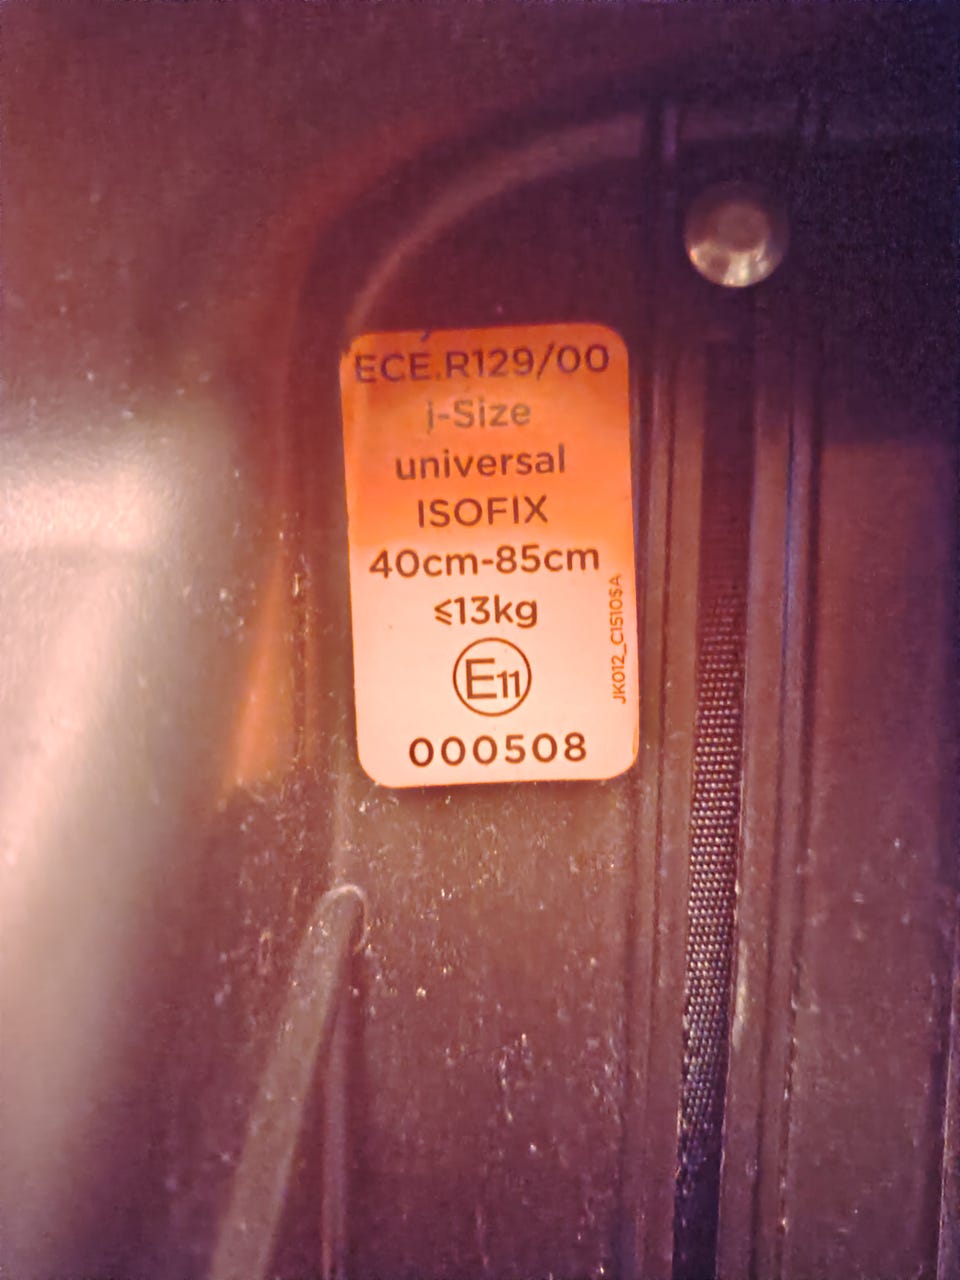 ECE.R129/00
i-Size
universal
ISOFIX
40cm-85cm
≤13kg
E11
000508
JK012_C1510SA